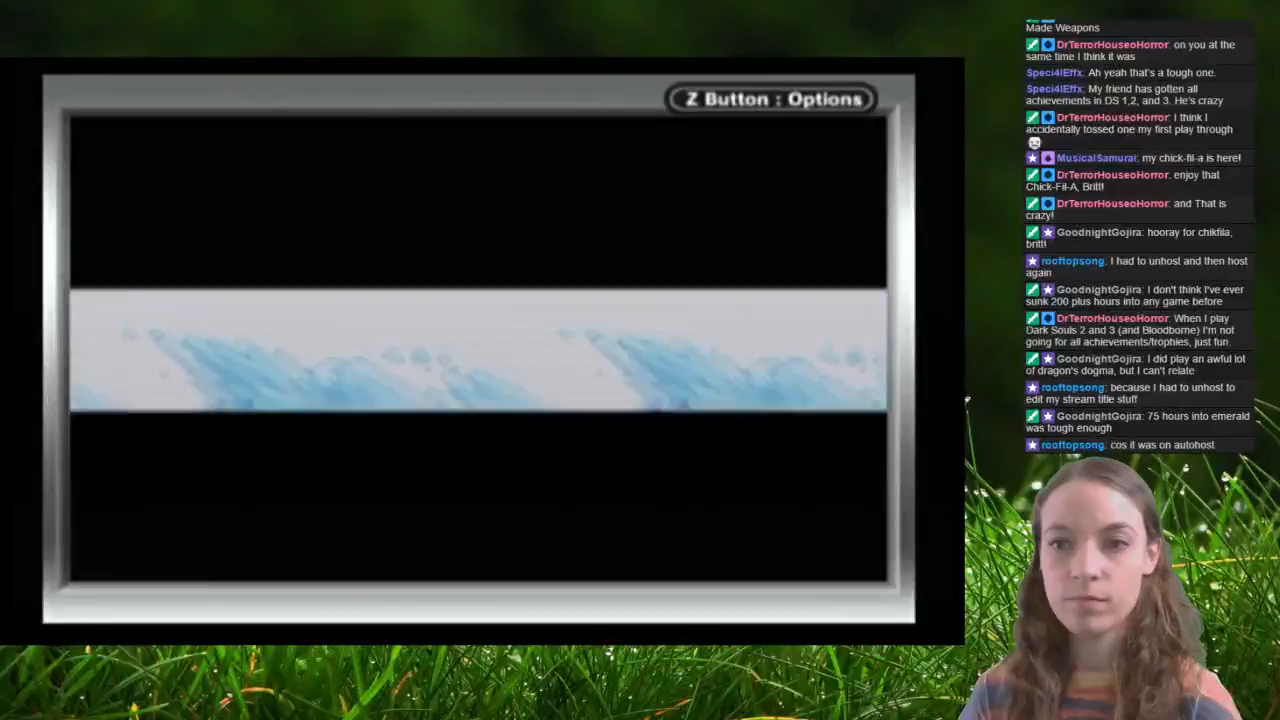 Z Button : Options
Made Weapons
DrTerrorHouseoHorror: on you at the
same time I think it was
Speci4lEffx: Ah yeah that's a tough one.
Speci4lEffx: My friend has gotten all
achievements in DS 1,2, and 3. He's crazy
DrTerrorHouseoHorror: I think I
accidentally tossed one my first play through
MusicalSamurai: my chick-fil-a is here!
DrTerrorHouseoHorror: enjoy that
Chick-Fil-A, Britt!
DrTerrorHouseoHorror: and That is
crazy!
GoodnightGojira: hooray for chikfila,
britt!
rooftopsong: I had to unhost and then host
again
GoodnightGojira: I don't think I've ever
sunk 200 plus hours into any game before
DrTerrorHouseoHorror: When I play
Dark Souls 2 and 3 (and Bloodborne) I'm not
going for all achievements/trophies, just fun.
GoodnightGojira: I did play an awful lot
of dragon's dogma, but I can't relate
rooftopsong: because I had to unhost to
edit my stream title stuff
GoodnightGojira: 75 hours into emerald
was tough enough
rooftopsong: cos it was on autohost